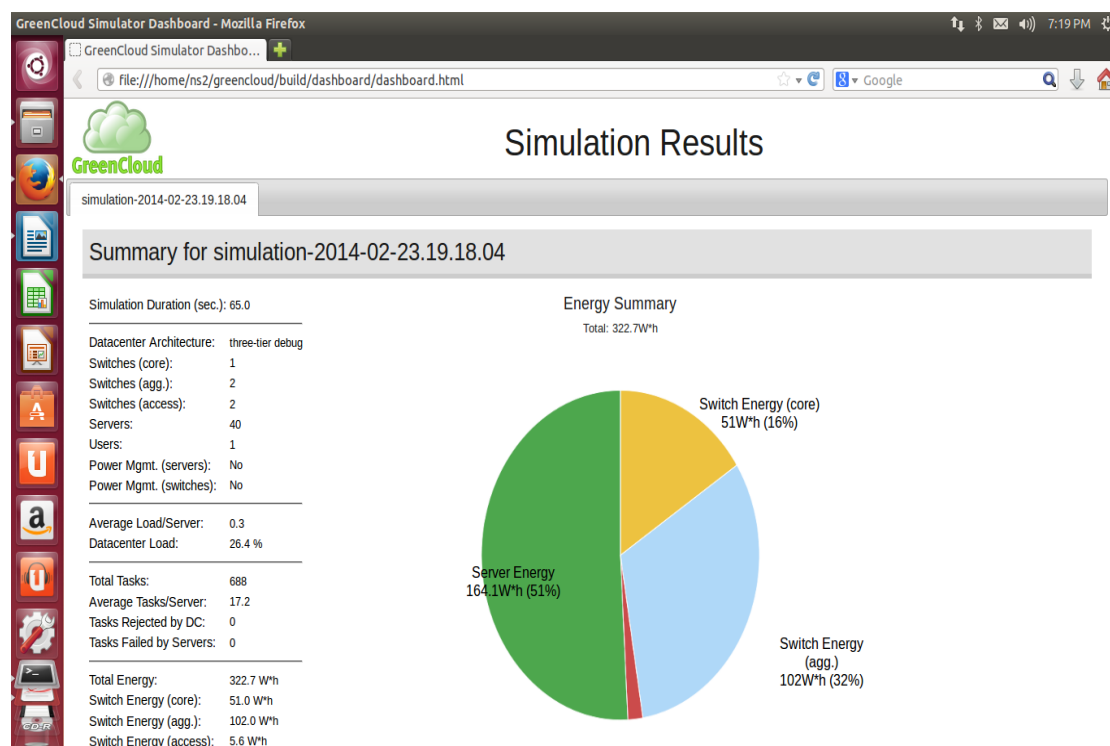 GreenCloud Simulator Dashboard - Mozilla Firefox
7:19 PM
GreenCloud Simulator Dashbo...
file:///home/ns2/greencloud/build/dashboard/dashboard.html
Google
GreenCloud
Simulation Results
simulation-2014-02-23.19.18.04
Summary for simulation-2014-02-23.19.18.04
Simulation Duration (sec.): 65.0
Datacenter Architecture: three-tier debug
Switches (core): 1
Switches (agg.): 2
Switches (access): 2
Servers: 40
Users: 1
Power Mgmt. (servers): No
Power Mgmt. (switches): No
Average Load/Server: 0.3
Datacenter Load: 26.4 %
Total Tasks: 688
Average Tasks/Server: 17.2
Tasks Rejected by DC: 0
Tasks Failed by Servers: 0
Total Energy: 322.7 W*h
Switch Energy (core): 51.0 W*h
Switch Energy (agg.): 102.0 W*h
Switch Energy (access): 5.6 W*h
Energy Summary
Total: 322.7W*h
Switch Energy (core)
51W*h (16%)
Server Energy
164.1W*h (51%)
Switch Energy
(agg.)
102W*h (32%)
CD-R